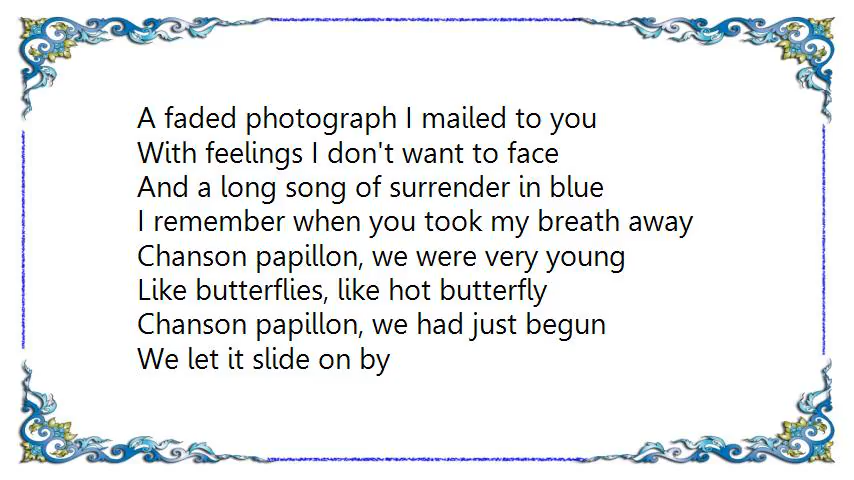 A faded photograph I mailed to you
With feelings I don't want to face
And a long song of surrender in blue
I remember when you took my breath away
Chanson papillon, we were very young
Like butterflies, like hot butterfly
Chanson papillon, we had just begun
We let it slide on by